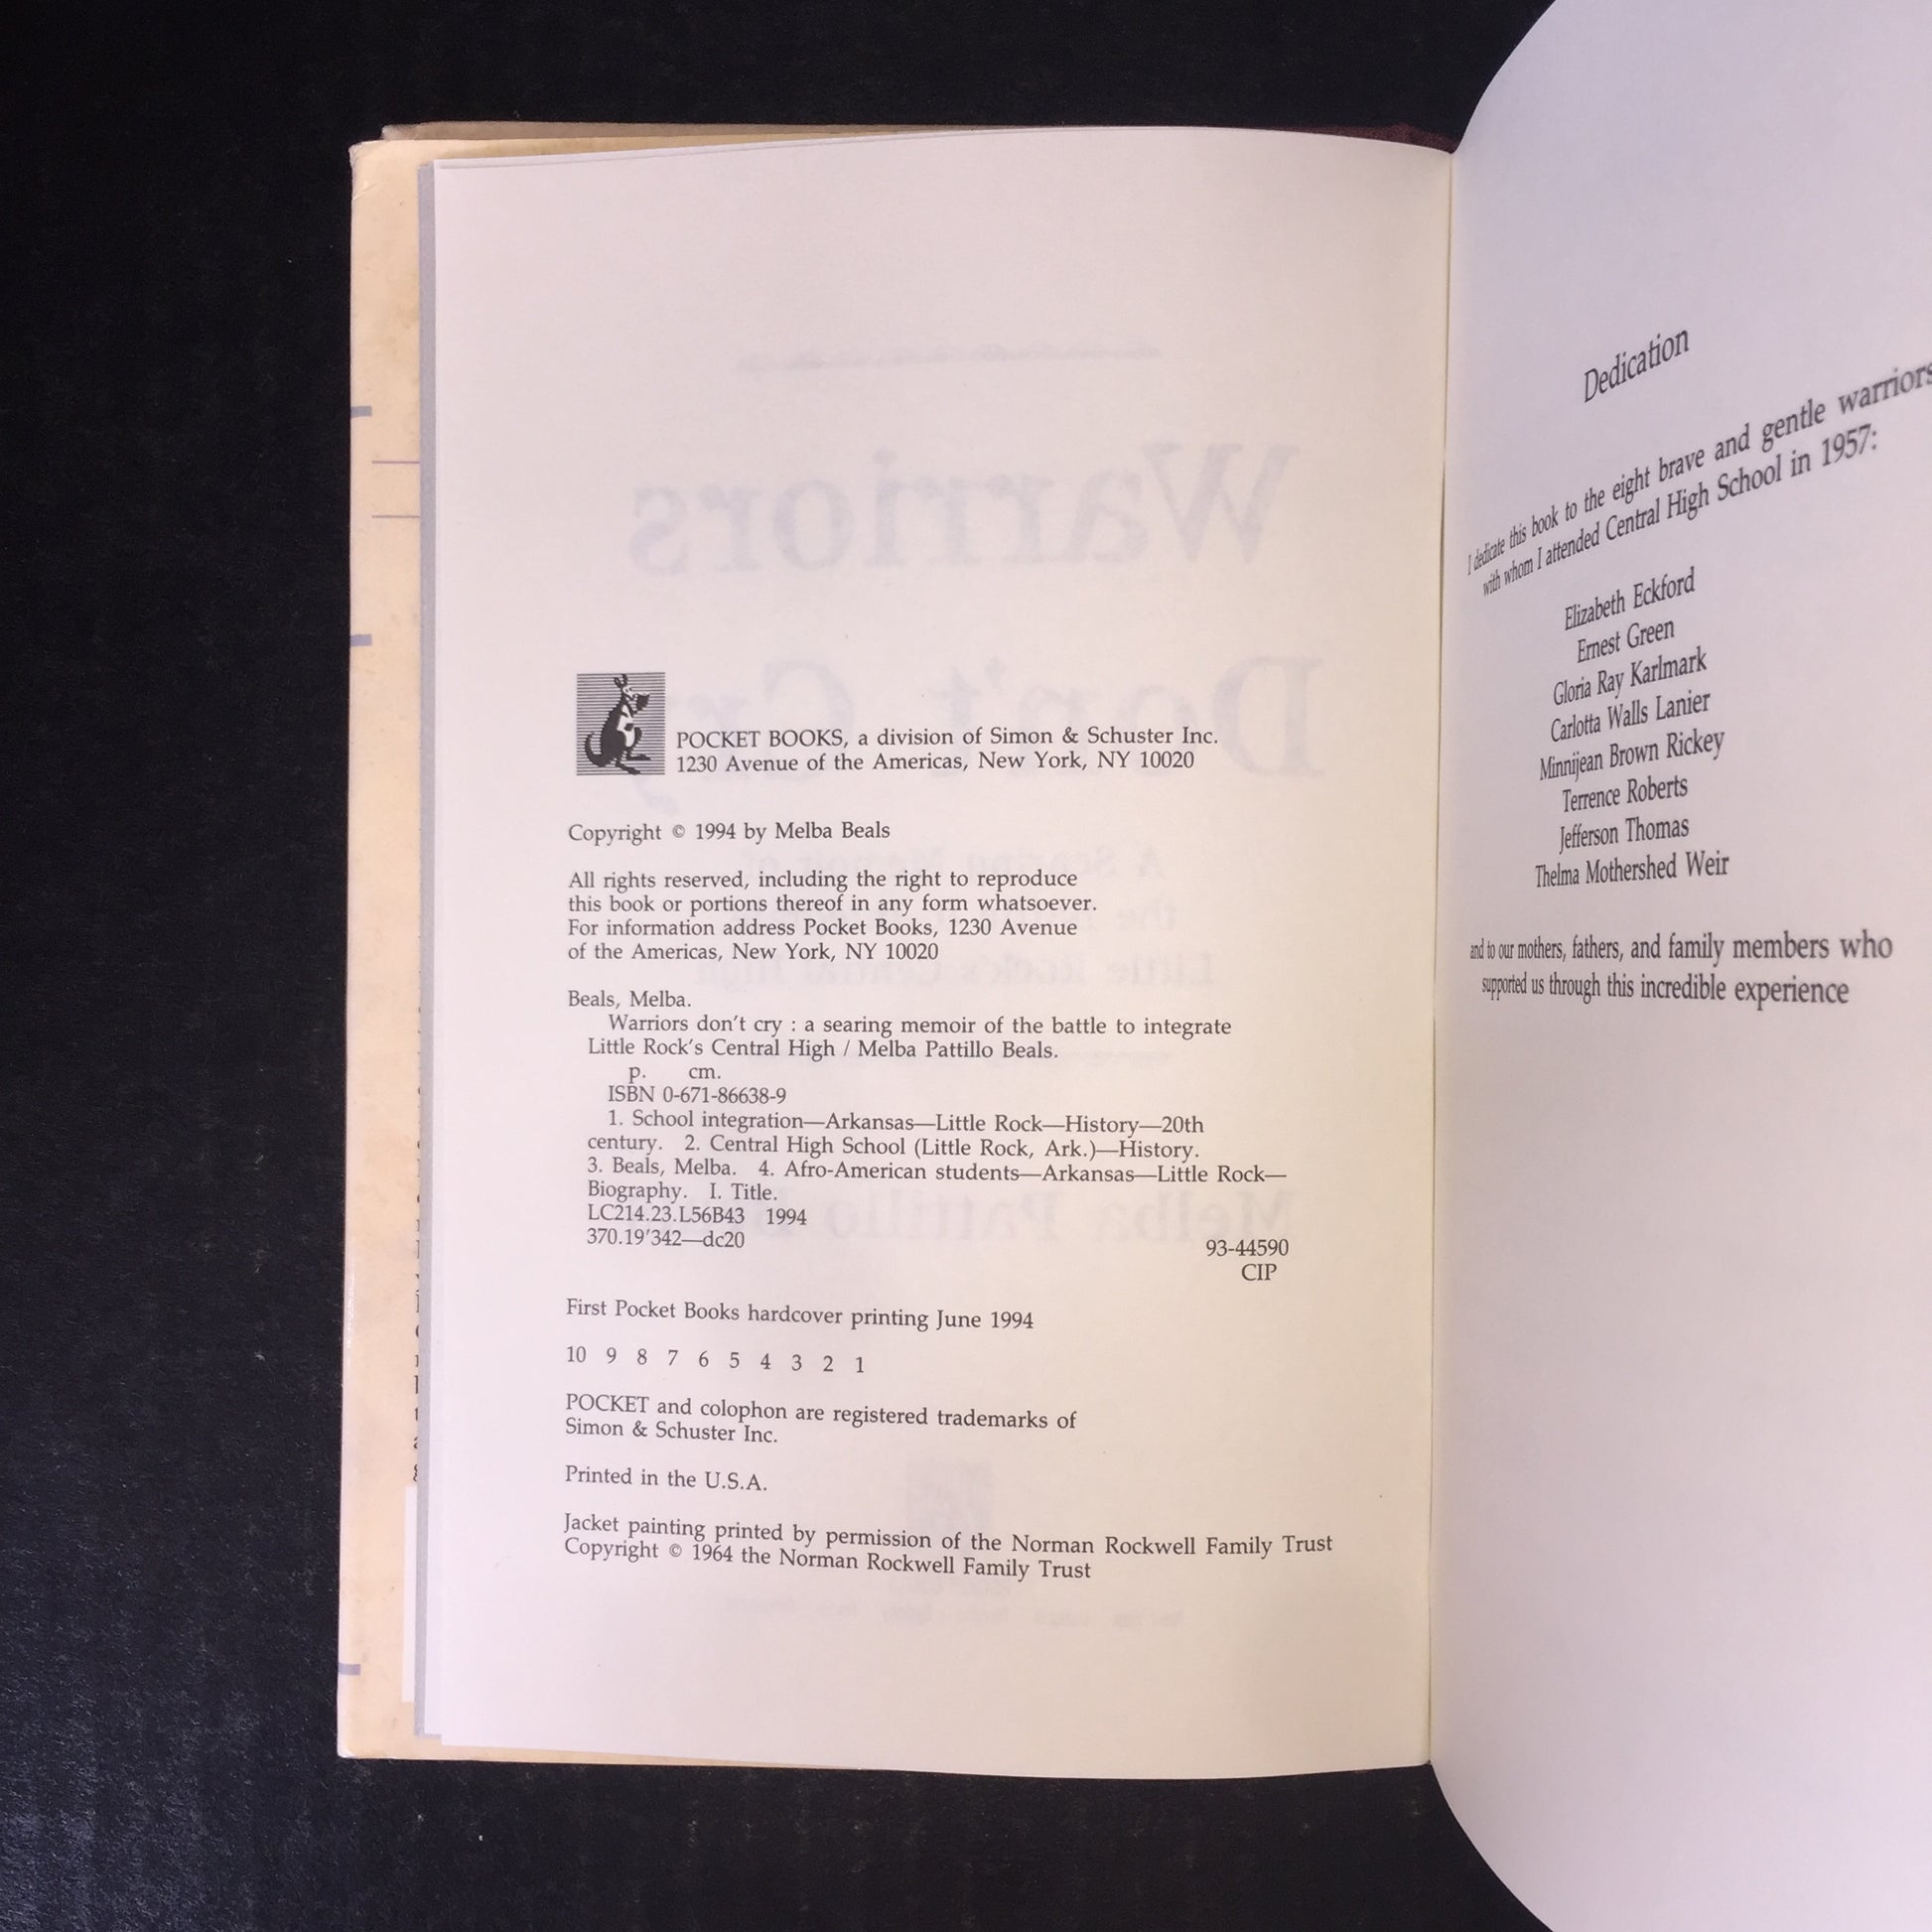 POCKET BOOKS, a division of Simon & Schuster Inc.
1230 Avenue of the Americas, New York, NY 10020
Copyright © 1994 by Melba Beals
All rights reserved, including the right to reproduce
this book or portions thereof in any form whatsoever.
For information address Pocket Books, 1230 Avenue
of the Americas, New York, NY 10020
Beals, Melba.
Warriors don't cry : a searing memoir of the battle to integrate
Little Rock's Central High / Melba Pattillo Beals.
p. cm.
ISBN 0-671-86638-9
1. School integration—Arkansas—Little Rock—History—20th
century. 2. Central High School (Little Rock, Ark.)—History.
3. Beals, Melba. 4. Afro-American students—Arkansas—Little Rock—
Biography. I. Title.
LC214.23.L56B43 1994
370.19'342—dc20
93-44590
CIP
First Pocket Books hardcover printing June 1994
10 9 8 7 6 5 4 3 2 1
POCKET and colophon are registered trademarks of
Simon & Schuster Inc.
Printed in the U.S.A.
Jacket painting printed by permission of the Norman Rockwell Family Trust
Copyright © 1964 the Norman Rockwell Family Trust
Dedication
I dedicate this book to the eight brave and gentle warriors
with whom I attended Central High School in 1957:
Elizabeth Eckford
Ernest Green
Gloria Ray Karlmark
Carlotta Walls Lanier
Minnijean Brown Rickey
Terrence Roberts
Jefferson Thomas
Thelma Mothershed Weir
and to our mothers, fathers, and family members who
supported us through this incredible experience